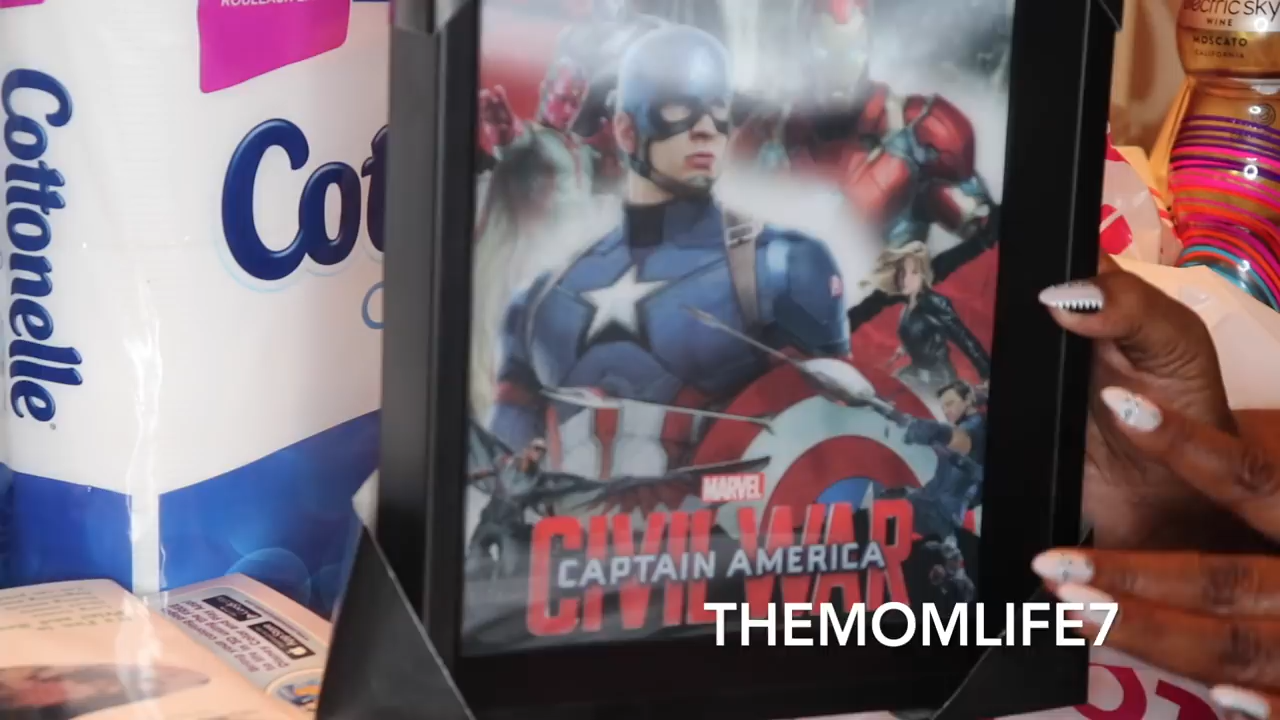 Cottonelle
Cot
electric sky
WINE
MOSCATO
CALIFORNIA
MARVEL
CIVIL WAR
CAPTAIN AMERICA
THEMOMLIFE7